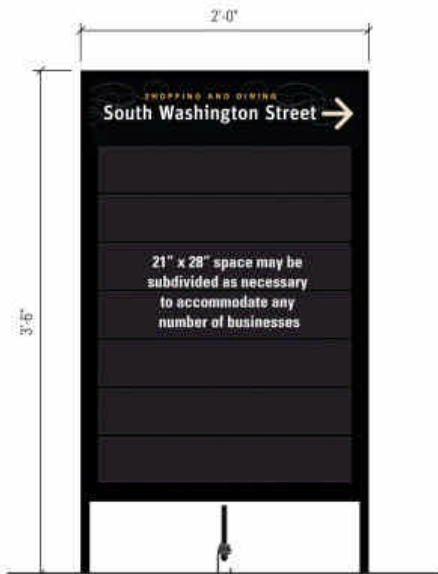 2'-0"
SHOPPING AND DINING
South Washington Street
21" x 28" space may be
subdivided as necessary
to accommodate any
number of businesses
3'-6"